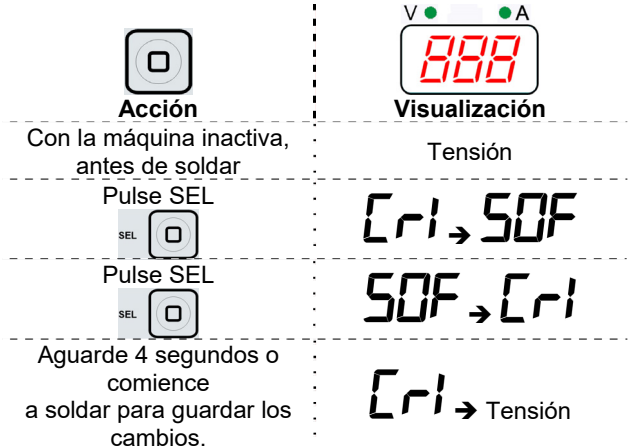 V A
888
Acción Visualización
Con la máquina inactiva,
antes de soldar
Tensión
Pulse SEL
SEL
CrI → SOF
Pulse SEL
SEL
SOF → CrI
Aguarde 4 segundos o
comience
a soldar para guardar los
cambios.
CrI → Tensión